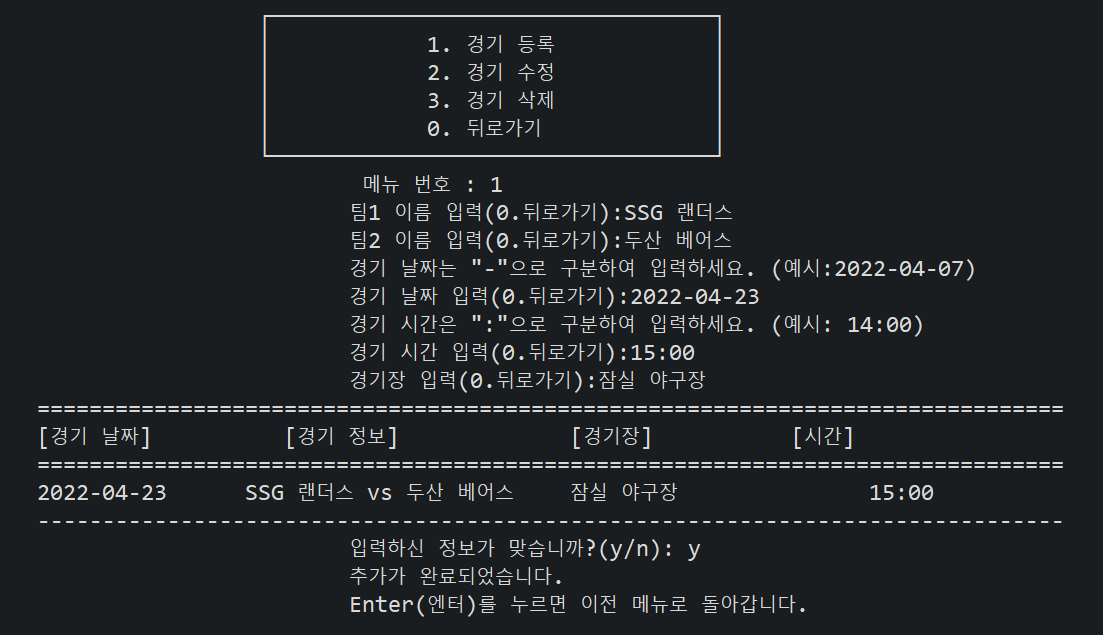 1. 경기 등록
2. 경기 수정
3. 경기 삭제
0. 뒤로가기
메뉴 번호 : 1
팀1 이름 입력(0.뒤로가기):SSG 랜더스
팀2 이름 입력(0.뒤로가기):두산 베어스
경기 날짜는 "-"으로 구분하여 입력하세요. (예시:2022-04-07)
경기 날짜 입력(0.뒤로가기):2022-04-23
경기 시간은 ":"으로 구분하여 입력하세요. (예시: 14:00)
경기 시간 입력(0.뒤로가기):15:00
경기장 입력(0.뒤로가기):잠실 야구장
===============================================================================
[경기 날짜] [경기 정보] [경기장] [시간]
===============================================================================
2022-04-23 SSG 랜더스 vs 두산 베어스 잠실 야구장 15:00
-------------------------------------------------------------------------------
입력하신 정보가 맞습니까?(y/n): y
추가가 완료되었습니다.
Enter(엔터)를 누르면 이전 메뉴로 돌아갑니다.